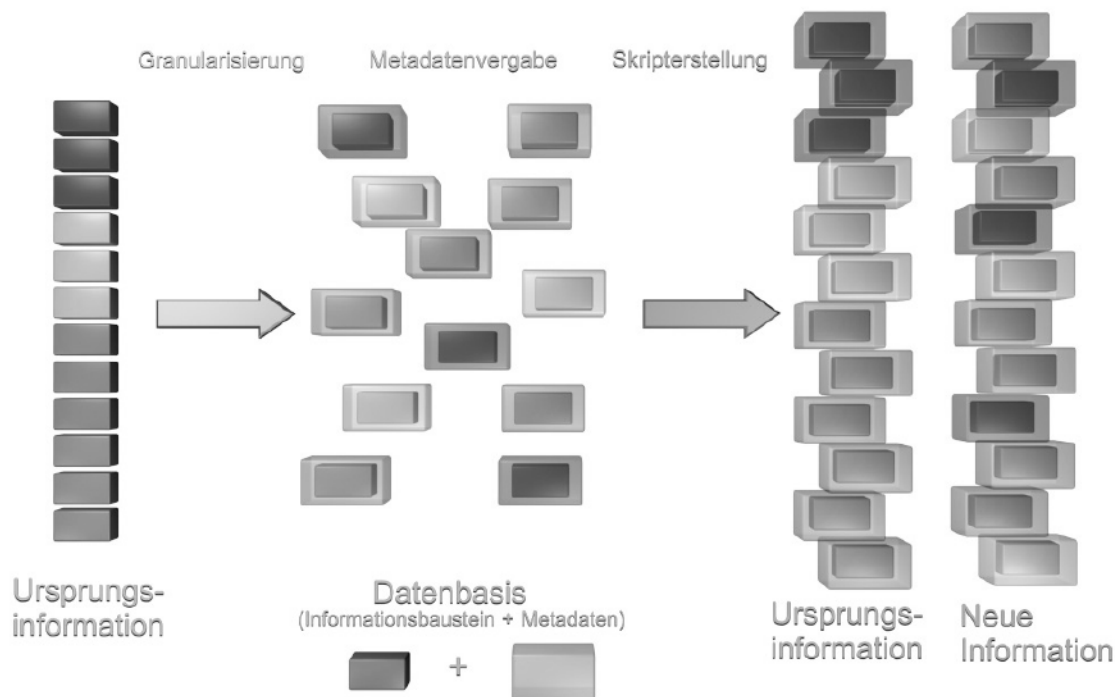 Granularisierung
Metadatenvergabe
Skripterstellung
Ursprungs-
information
Datenbasis
(Informationsbaustein + Metadaten)
+
Ursprungs-
information
Neue
Information